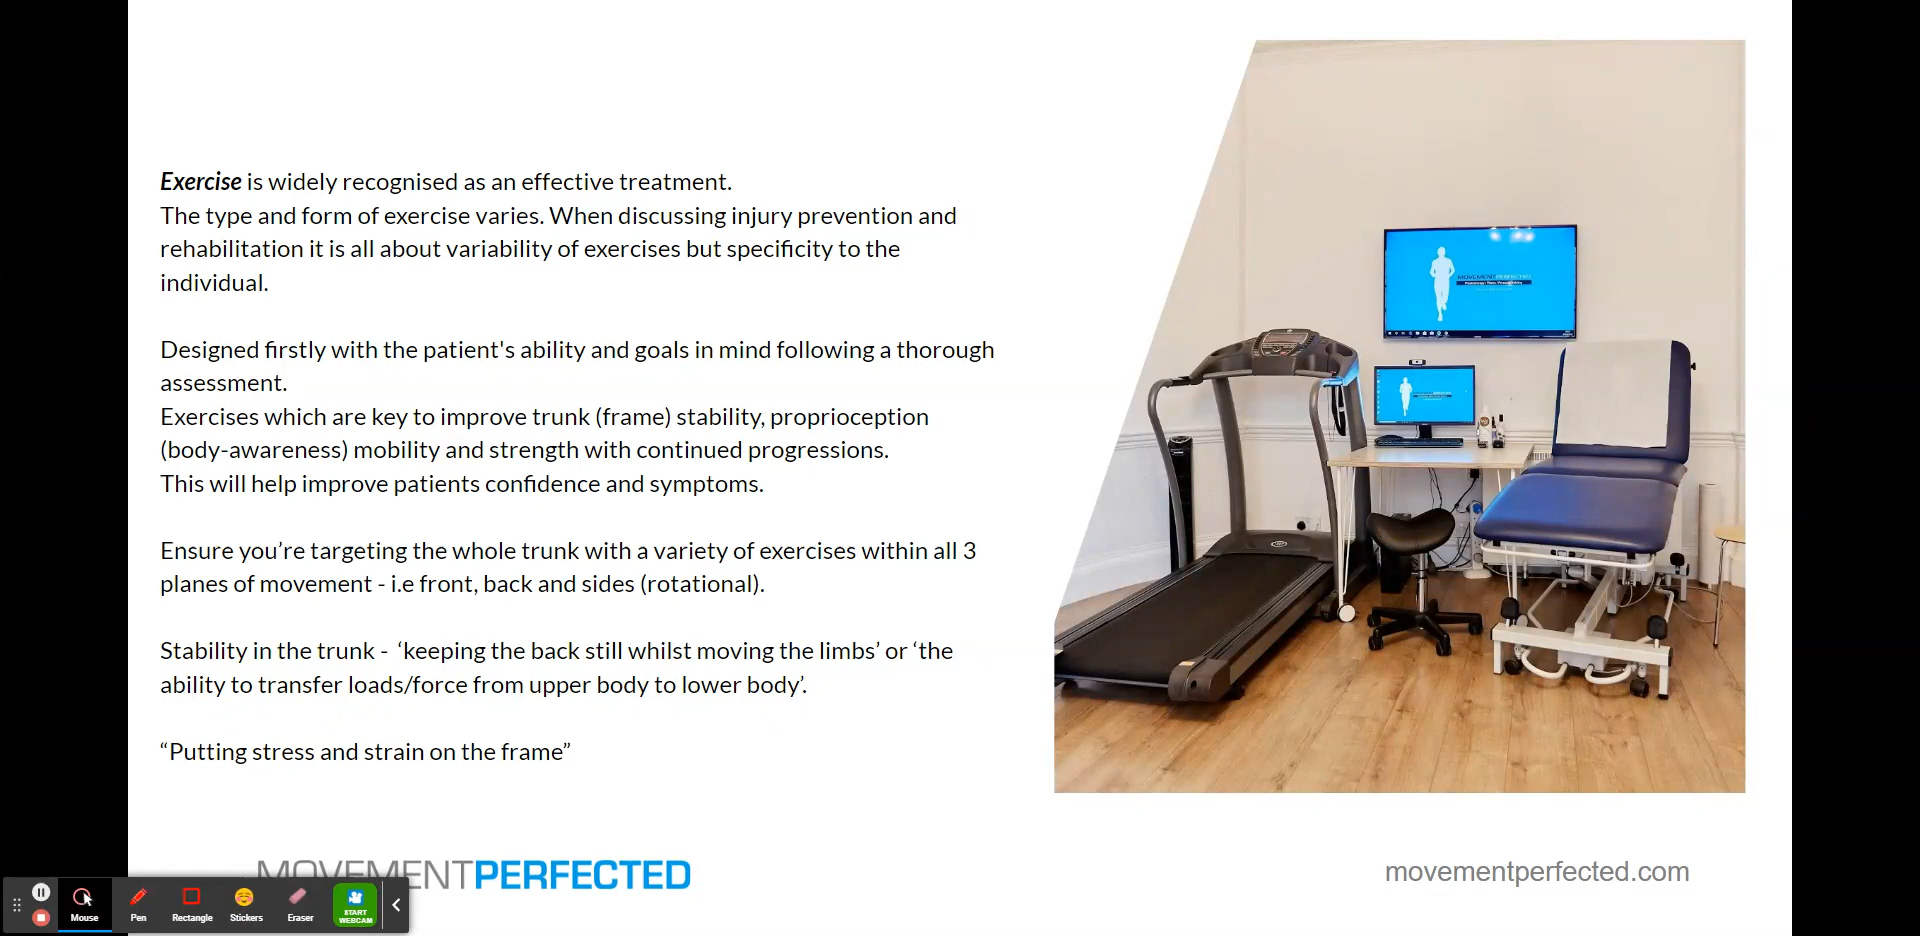 Exercise is widely recognised as an effective treatment.
The type and form of exercise varies. When discussing injury prevention and
rehabilitation it is all about variability of exercises but specificity to the
individual.
Designed firstly with the patient's ability and goals in mind following a thorough
assessment.
Exercises which are key to improve trunk (frame) stability, proprioception
(body-awareness) mobility and strength with continued progressions.
This will help improve patients confidence and symptoms.
Ensure you’re targeting the whole trunk with a variety of exercises within all 3
planes of movement - i.e front, back and sides (rotational).
Stability in the trunk -  ‘keeping the back still whilst moving the limbs’ or ‘the
ability to transfer loads/force from upper body to lower body’.
“Putting stress and strain on the frame”
MOVEMENTPERFECTED
MOVEMENTPERFECTED
movementperfected.com
Mouse
Pen
Rectangle
Stickers
Eraser
START
WEBCAM